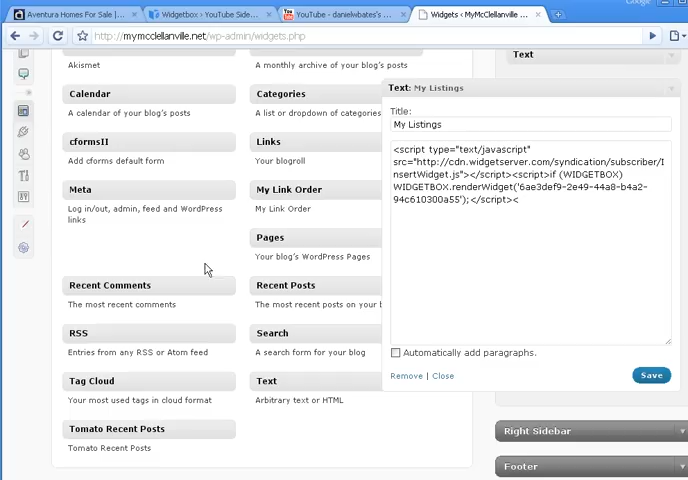 Google
Aventura Homes For Sale | ...
Widgetbox › YouTube Side...
YouTube - danielwbates's ...
Widgets ‹ MyMcClellanville ...
http://mymcclellanville.net/wp-admin/widgets.php
Akismet
A monthly archive of your blog's posts
Calendar
Categories
A calendar of your blog's posts
A list or dropdown of categories
cformsII
Links
Add cforms default form
Your blogroll
Meta
My Link Order
Log in/out, admin, feed and WordPress
links
My Link Order
Pages
Your blog's WordPress Pages
Recent Comments
Recent Posts
The most recent comments
The most recent posts on your b
RSS
Search
Entries from any RSS or Atom feed
A search form for your blog
Tag Cloud
Text
Your most used tags in cloud format
Arbitrary text or HTML
Tomato Recent Posts
Tomato Recent Posts
Text
Text: My Listings
Title:
My Listings
<script type="text/javascript"
src="http://cdn.widgetserver.com/syndication/subscriber/I
nsertWidget.js"></script><script>if (WIDGETBOX)
WIDGETBOX.renderWidget('6ae3def9-2e49-44a8-b4a2-
94c610300a55');</script><
Automatically add paragraphs.
Remove | Close
Save
Right Sidebar
Footer